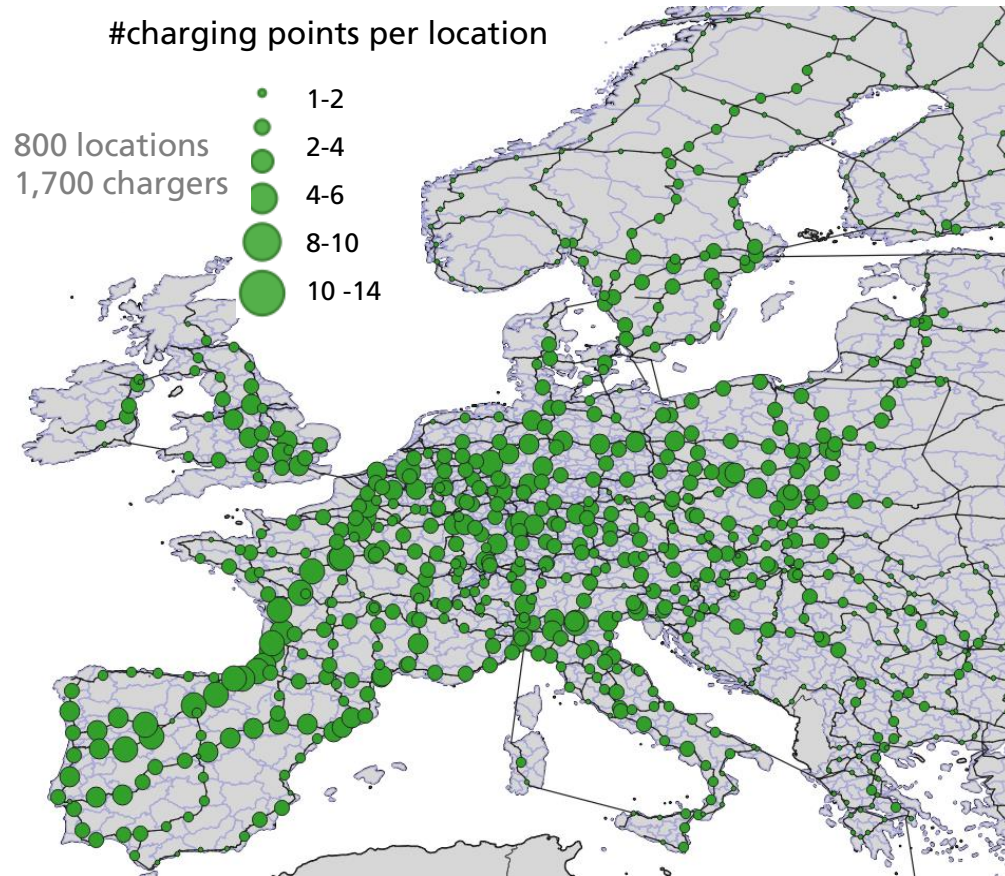 #charging points per location
1-2
800 locations
2-4
1,700 chargers
4-6
8-10
10 -14